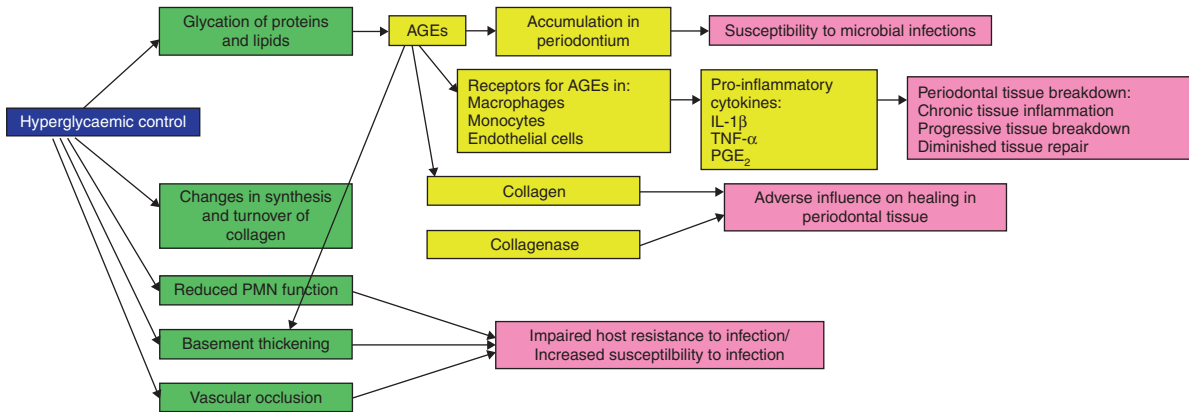 Glycation of proteins
and lipids
AGEs
Accumulation in
periodontium
Susceptibility to microbial infections
Hyperglycaemic control
Receptors for AGEs in:
Macrophages
Monocytes
Endothelial cells
Pro-inflammatory
cytokines:
IL-1β
TNF-α
PGE₂
Periodontal tissue breakdown:
Chronic tissue inflammation
Progressive tissue breakdown
Diminished tissue repair
Changes in synthesis
and turnover of
collagen
Collagen
Collagenase
Adverse influence on healing in
periodontal tissue
Reduced PMN function
Basement thickening
Vascular occlusion
Impaired host resistance to infection/
Increased susceptilbility to infection